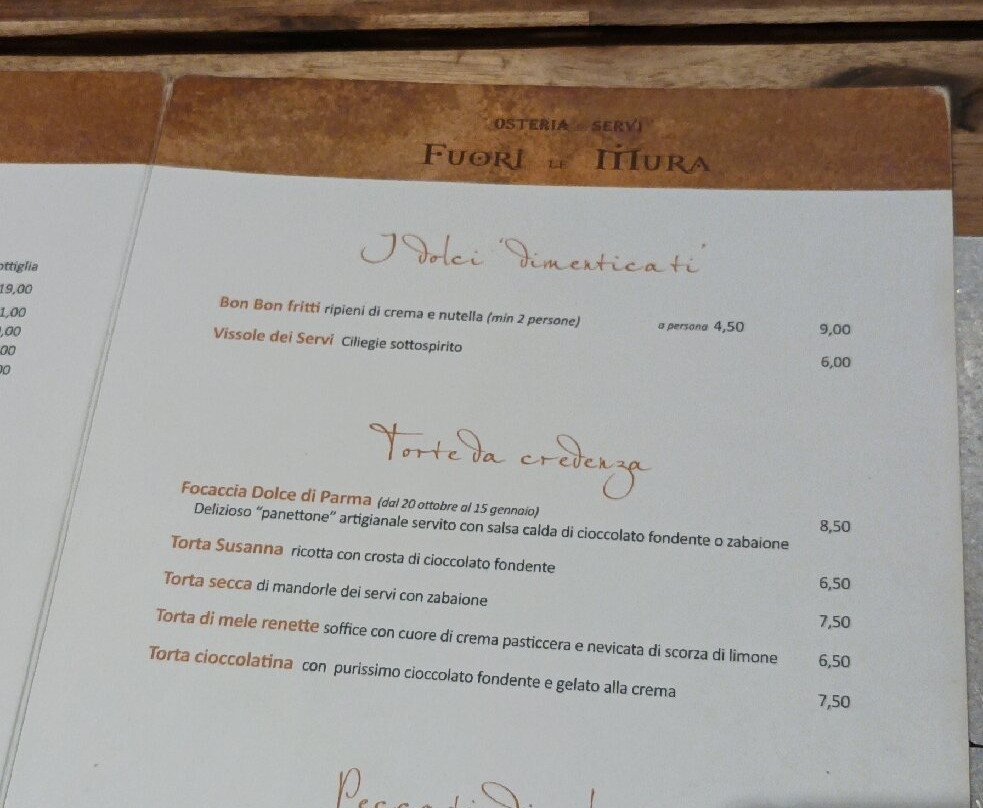 OSTERIA dei SERVI
FUORI LE MURA
I dolci 'dimenticati'
Bon Bon fritti ripieni di crema e nutella (min 2 persone) a persona 4,50 9,00
Vissole dei Servi Ciliegie sottospirito 6,00
Torte da credenza
Focaccia Dolce di Parma (dal 20 ottobre al 15 gennaio)
Delizioso "panettone" artigianale servito con salsa calda di cioccolato fondente o zabaione 8,50
Torta Susanna ricotta con crosta di cioccolato fondente 6,50
Torta secca di mandorle dei servi con zabaione 7,50
Torta di mele renette soffice con cuore di crema pasticcera e nevicata di scorza di limone 6,50
Torta cioccolatina con purissimo cioccolato fondente e gelato alla crema 7,50
ottiglia
19,00
1,00
,00
00
00